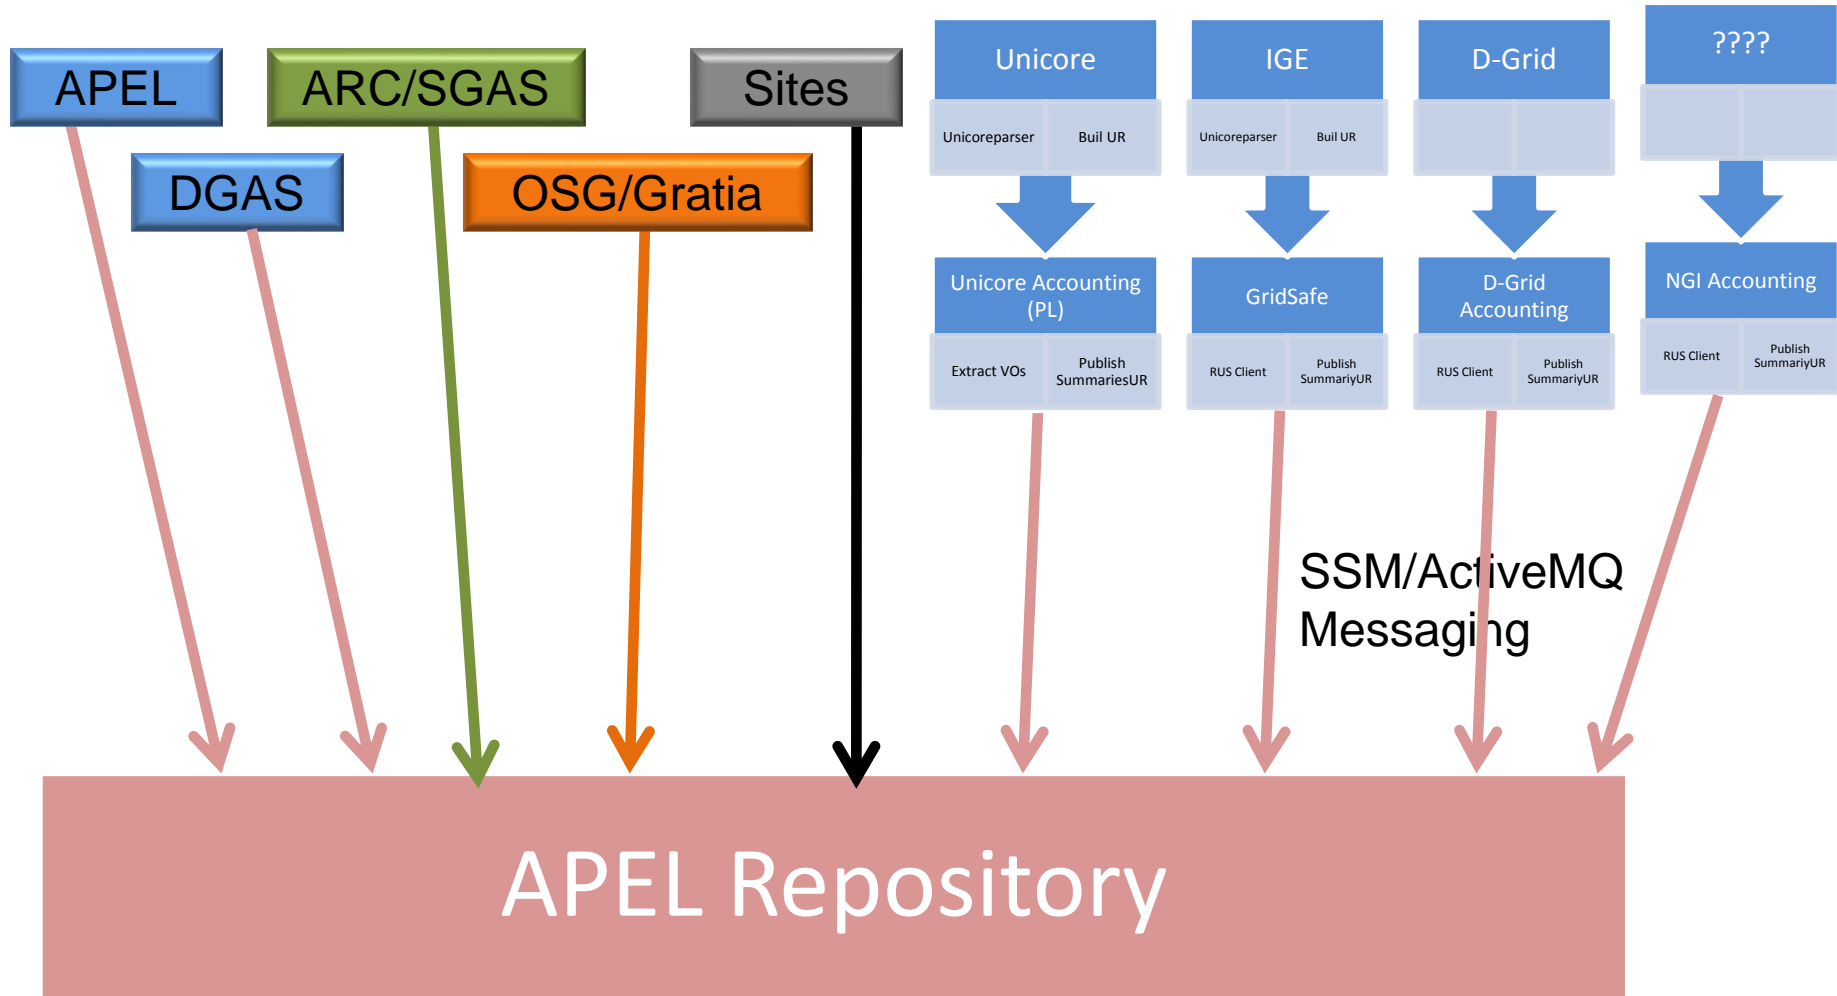 APEL
ARC/SGAS
Sites
DGAS
OSG/Gratia
Unicore
Unicoreparser
Buil UR
Unicore Accounting
(PL)
Extract VOs
Publish
SummariesUR
IGE
Unicoreparser
Buil UR
GridSafe
RUS Client
Publish
SummariyUR
D-Grid
D-Grid
Accounting
RUS Client
Publish
SummariyUR
????
NGI Accounting
RUS Client
Publish
SummariyUR
SSM/ActiveMQ
Messaging
APEL Repository